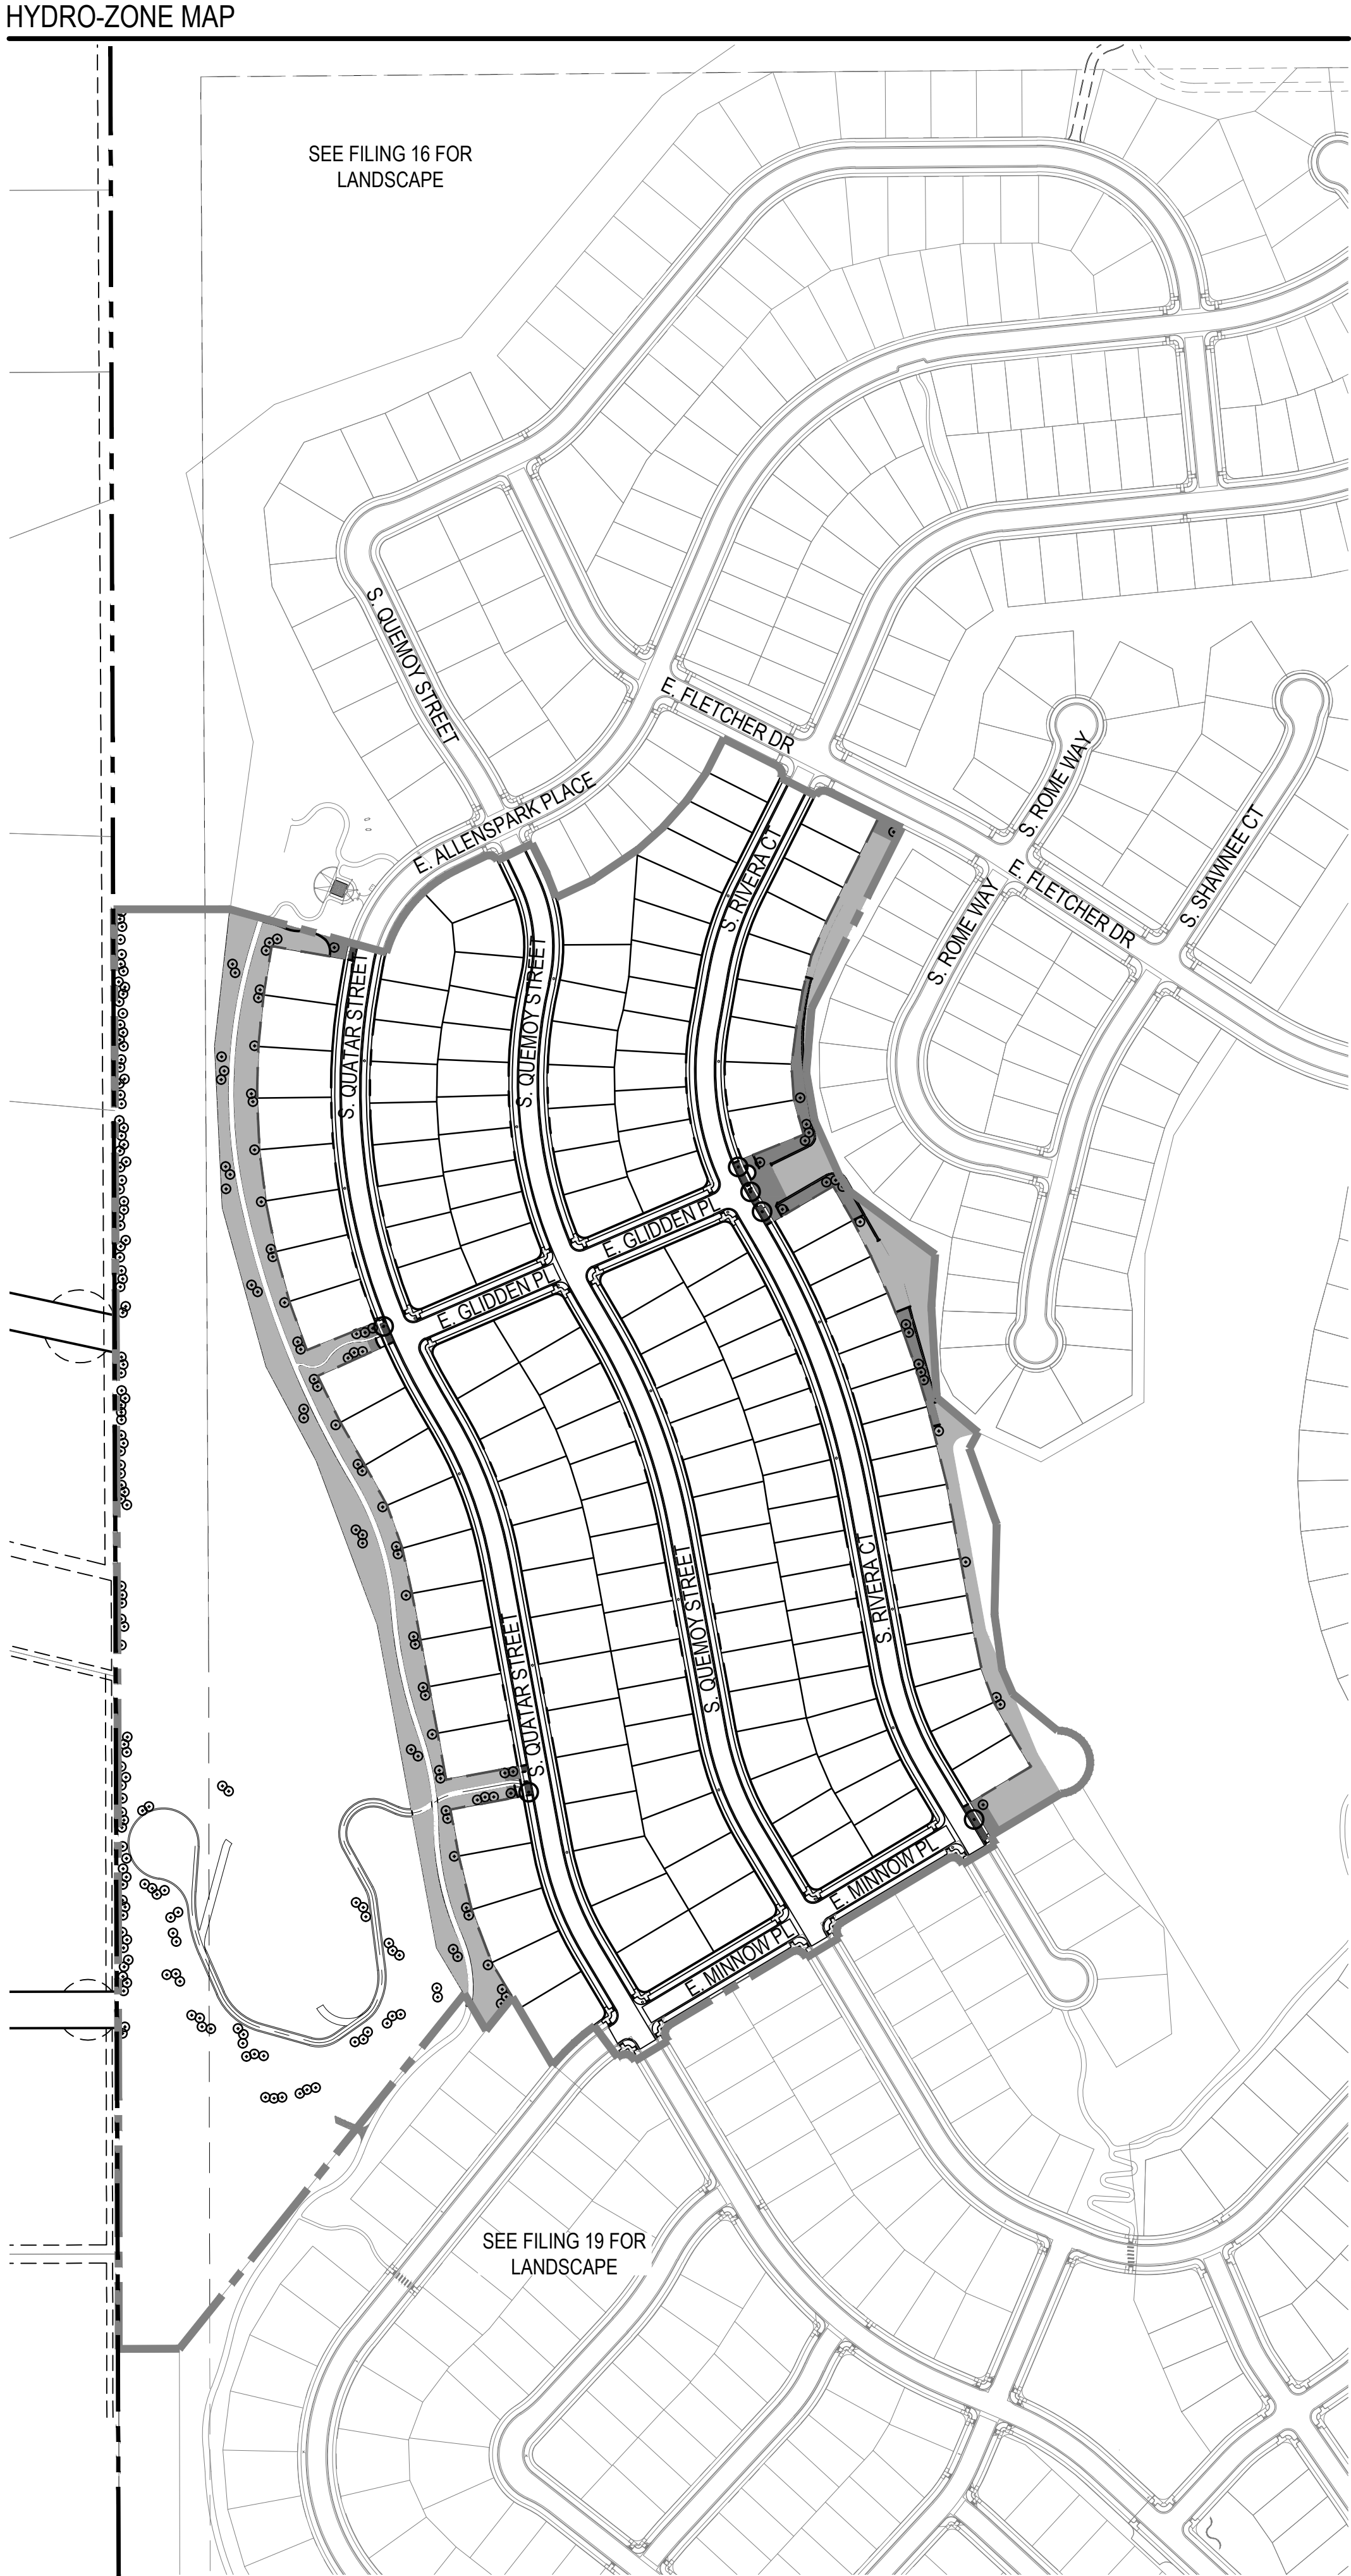 HYDRO-ZONE MAP
SEE FILING 16 FOR
LANDSCAPE
S. QUEMOY STREET
E. FLETCHER DR
E. ALLENSPARK PLACE
S. ROME WAY
S. SHAWNEE CT
S. RIVERA CT
E. FLETCHER DR
S. ROME WAY
S. QUATAR STREET
S. QUEMOY STREET
E. GLIDDEN PL
E. GLIDDEN PL
S. QUEMOY STREET
S. RIVERA CT
S. QUATAR STREET
E. MINNOW PL
E. MINNOW PL
SEE FILING 19 FOR
LANDSCAPE